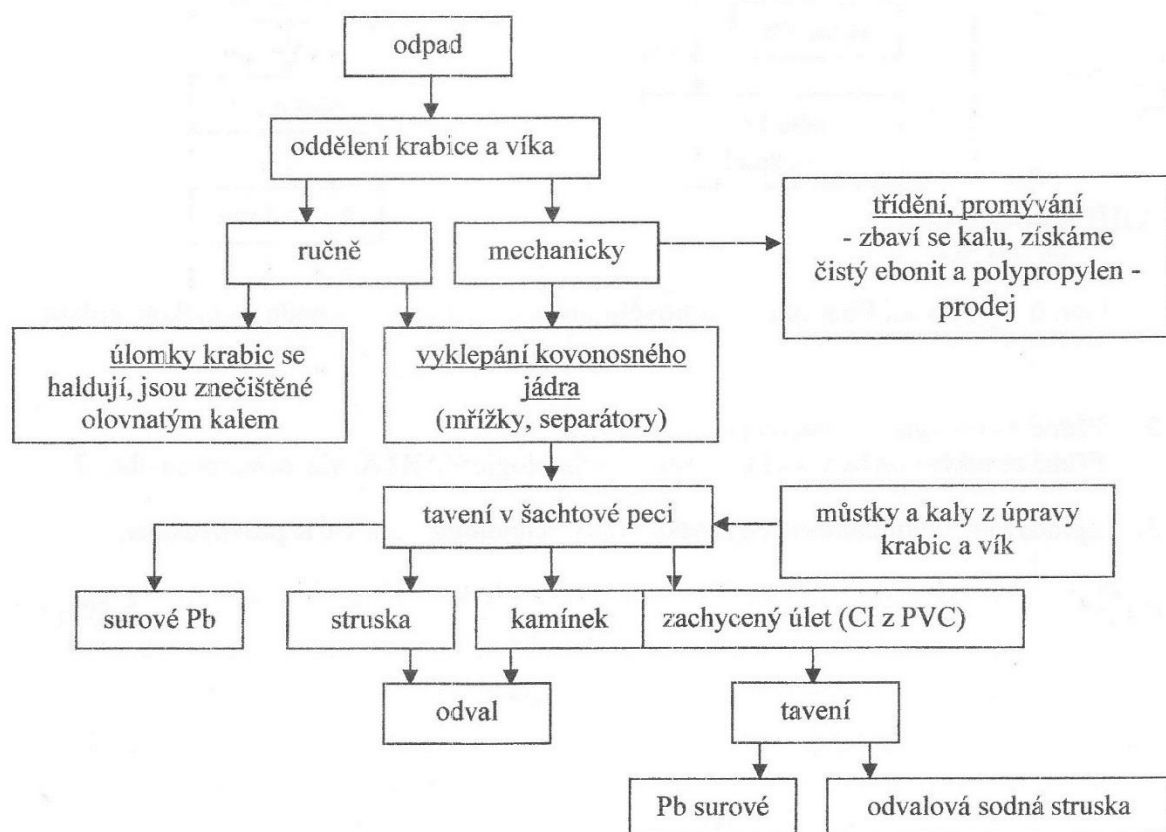 odpad
oddělení krabice a víka
třídění, promývání
- zbaví se kalu, získáme
čistý ebonit a polypropylen -
prodej
ručně
mechanicky
úlomky krabic se
haldují, jsou znečištěné
olovnatým kalem
vyklepání kovonosného
jádra
(mřížky, separátory)
tavení v šachtové peci
můstky a kaly z úpravy
krabic a vík
surové Pb
struska
kamínek
zachycený úlet (Cl z PVC)
odval
tavení
Pb surové
odvalová sodná struska